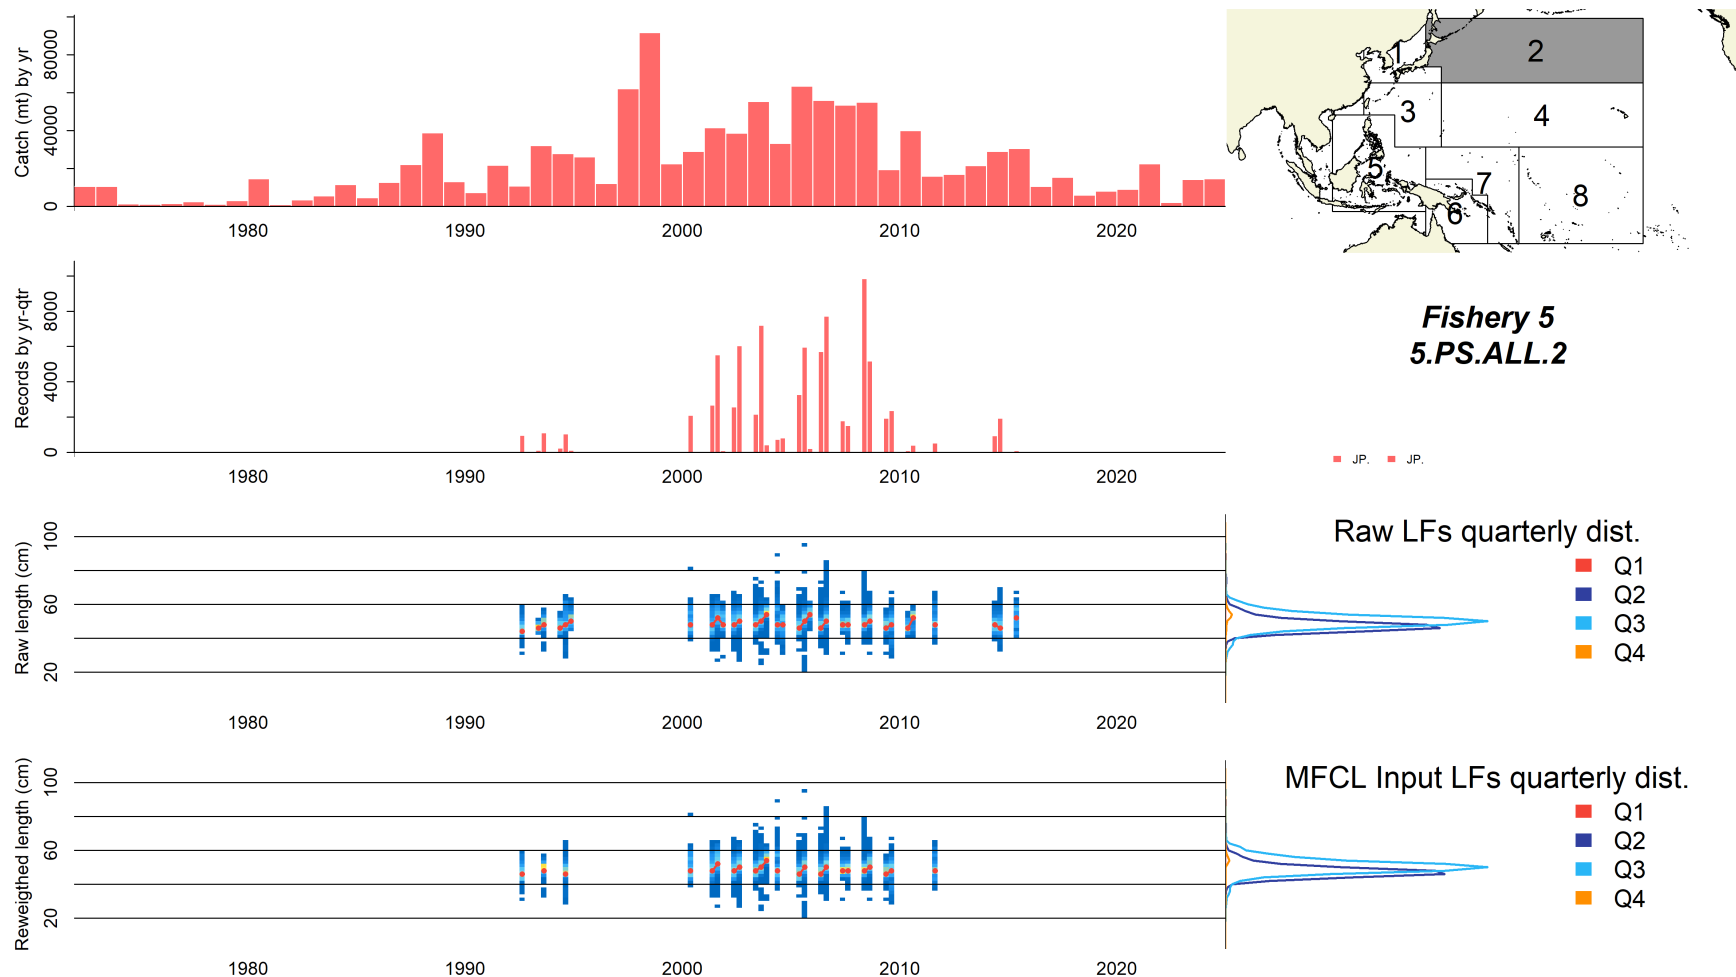 Catch (mt) by yr
80000
40000
0
1980
1990
2000
2010
2020
1
2
3
4
5
6
7
8
Fishery 5
5.PS.ALL.2
Records by yr-qtr
8000
4000
0
1980
1990
2000
2010
2020
JP.
JP.
Raw length (cm)
100
60
20
1980
1990
2000
2010
2020
Raw LFs quarterly dist.
Q1
Q2
Q3
Q4
Reweigthed length (cm)
100
60
20
1980
1990
2000
2010
2020
MFCL Input LFs quarterly dist.
Q1
Q2
Q3
Q4